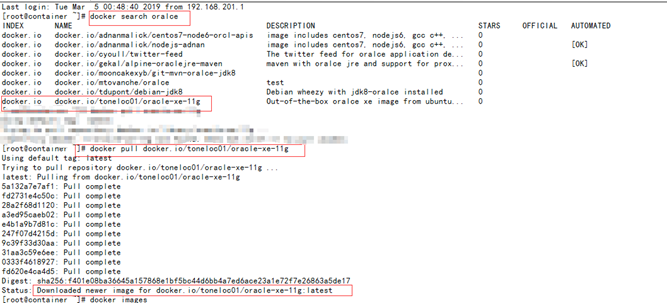 Last login: Tue Mar  5 00:48:40 2019 from 192.168.201.1
[root@container ~]# docker search oralce
INDEX NAME DESCRIPTION STARS OFFICIAL AUTOMATED
docker.io docker.io/adnanmalick/centos7-node6-orcl-apis image includes centos7, nodejs6, gcc c++, ... 0
docker.io docker.io/adnanmalick/nodejs-adnan image includes centos7, nodejs6, gcc c++, ... 0 [OK]
docker.io docker.io/cyoull/twitter-feed The twitter feed for oralce application de... 0
docker.io docker.io/gekal/alpine-oraclejre-maven maven with oralce jre and support for prox... 0 [OK]
docker.io docker.io/mooncakexyb/git-mvn-oralce-jdk8 0
docker.io docker.io/mtovanche/oralce test 0
docker.io docker.io/tdupont/debian-jdk8 Debian wheezy with jdk8-oralce installed 0
docker.io docker.io/toneloc01/oracle-xe-11g Out-of-the-box oralce xe image from ubuntu... 0
[root@container ~]# docker pull docker.io/toneloc01/oracle-xe-11g
Using default tag: latest
Trying to pull repository docker.io/toneloc01/oracle-xe-11g ...
latest: Pulling from docker.io/toneloc01/oracle-xe-11g
5a132a7e7af1: Pull complete
fd2731e4c50c: Pull complete
28a2f68d1120: Pull complete
a3ed95caeb02: Pull complete
e4b1a9b7d81c: Pull complete
247f07d4215d: Pull complete
9c39f33d30aa: Pull complete
31aa3c59e6ee: Pull complete
0333f4618927: Pull complete
fd620e4ca4d5: Pull complete
Digest: sha256:f401e08ba36645a157868e1bf5bc44d6bb4a7ed6ace23a1e72f7e26863a5de17
Status: Downloaded newer image for docker.io/toneloc01/oracle-xe-11g:latest
[root@container ~]# docker images